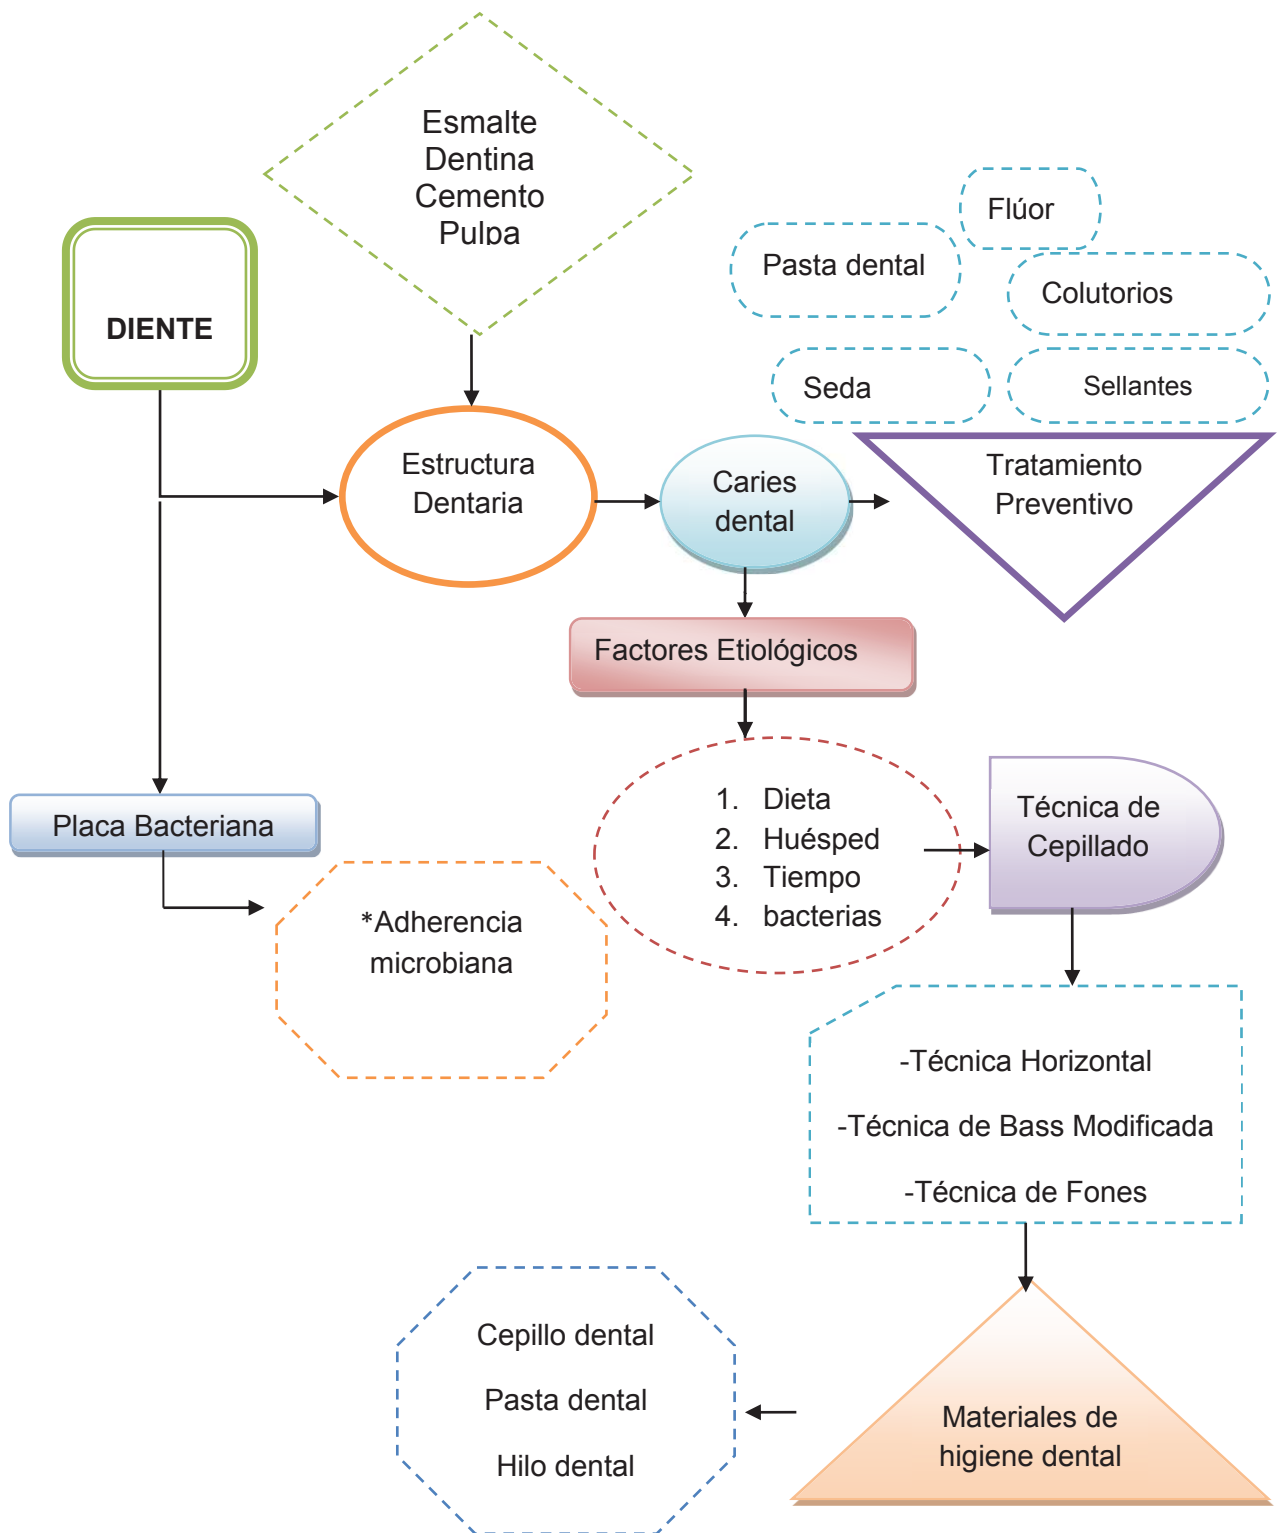 Esmalte
Dentina
Cemento
Pulpa
DIENTE
Flúor
Pasta dental
Colutorios
Seda
Sellantes
Estructura
Dentaria
Caries
dental
Tratamiento
Preventivo
Factores Etiológicos
1. Dieta
2. Huésped
3. Tiempo
4. bacterias
Técnica de
Cepillado
Placa Bacteriana
*Adherencia
microbiana
-Técnica Horizontal
-Técnica de Bass Modificada
-Técnica de Fones
Cepillo dental
Pasta dental
Hilo dental
Materiales de
higiene dental